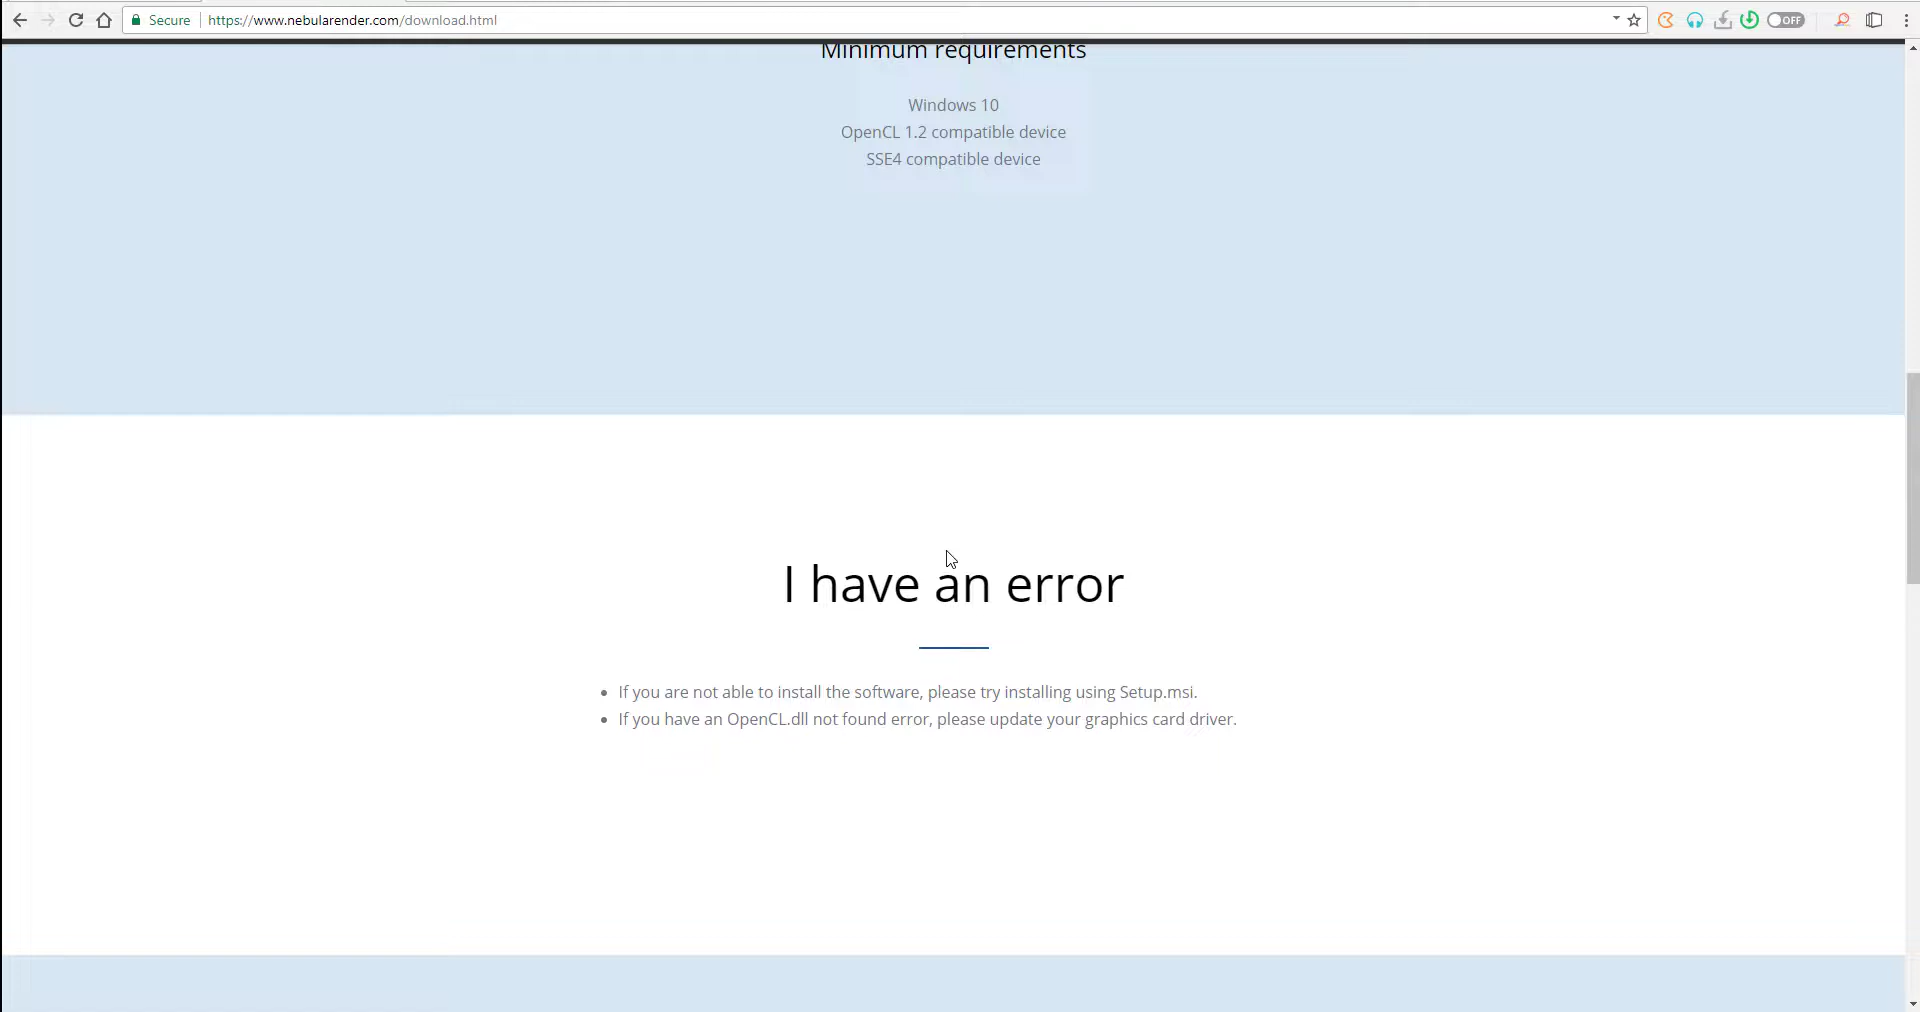 Secure https://www.nebularender.com/download.html OFF
Minimum requirements
Windows 10
OpenCL 1.2 compatible device
SSE4 compatible device
I have an error
If you are not able to install the software, please try installing using Setup.msi.
If you have an OpenCL.dll not found error, please update your graphics card driver.